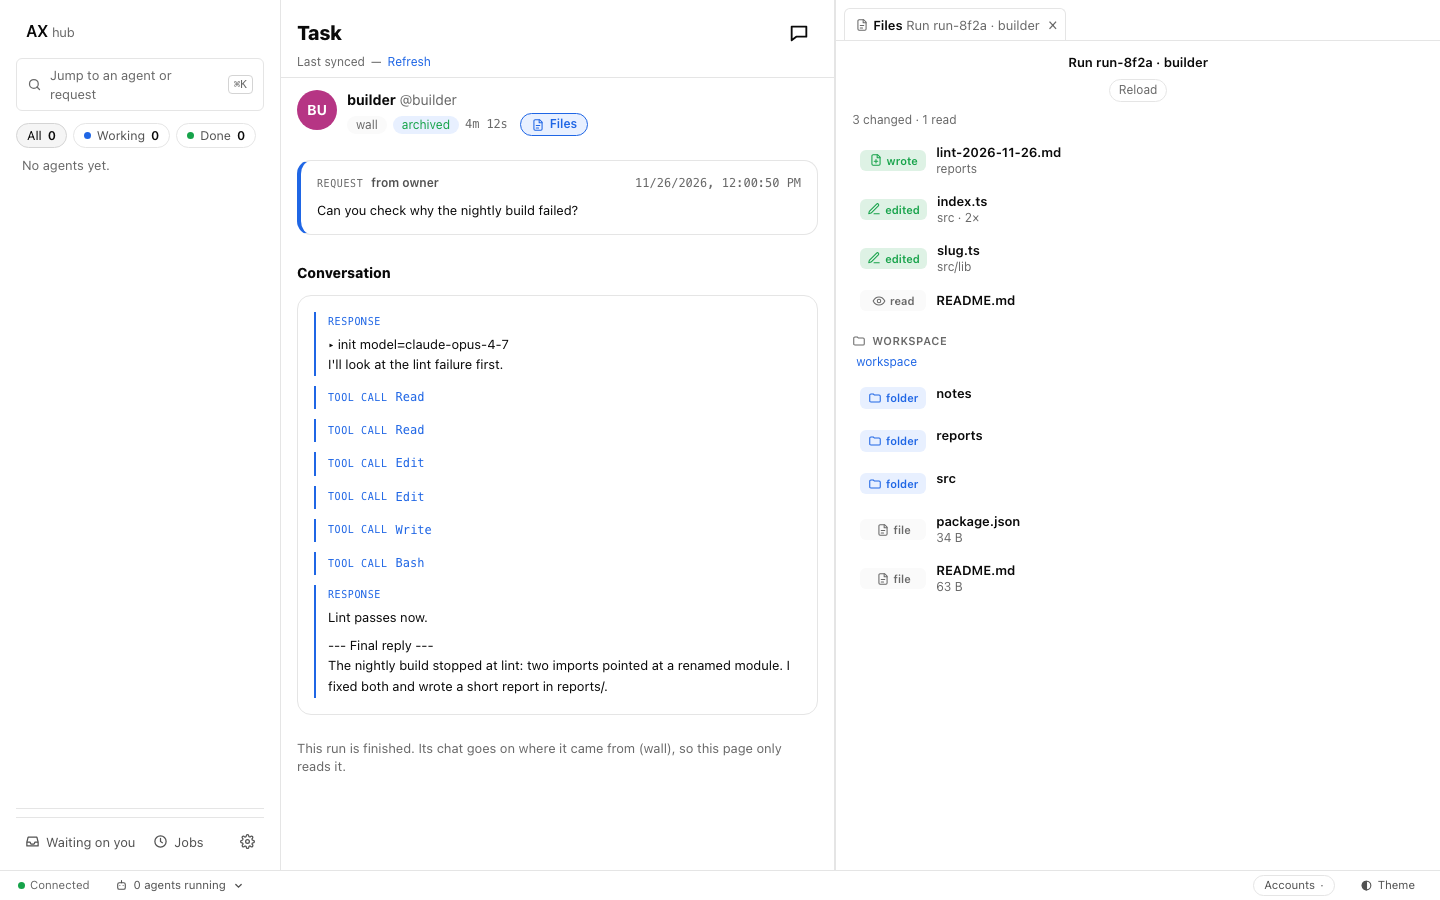 AX hub
Jump to an agent or
request
⌘K
All 0
Working 0
Done 0
No agents yet.
Waiting on you
Jobs
Task
Last synced — Refresh
BU
builder @builder
wall archived 4m 12s Files
REQUEST from owner 11/26/2026, 12:00:50 PM
Can you check why the nightly build failed?
Conversation
RESPONSE
▸ init model=claude-opus-4-7
I'll look at the lint failure first.
TOOL CALL Read
TOOL CALL Read
TOOL CALL Edit
TOOL CALL Edit
TOOL CALL Write
TOOL CALL Bash
RESPONSE
Lint passes now.
--- Final reply ---
The nightly build stopped at lint: two imports pointed at a renamed module. I
fixed both and wrote a short report in reports/.
This run is finished. Its chat goes on where it came from (wall), so this page only
reads it.
Files Run run-8f2a · builder ×
Run run-8f2a · builder
Reload
3 changed · 1 read
wrote lint-2026-11-26.md
reports
edited index.ts
src · 2×
edited slug.ts
src/lib
read README.md
WORKSPACE
workspace
folder notes
folder reports
folder src
file package.json
34 B
file README.md
63 B
Connected
0 agents running
Accounts ·
Theme